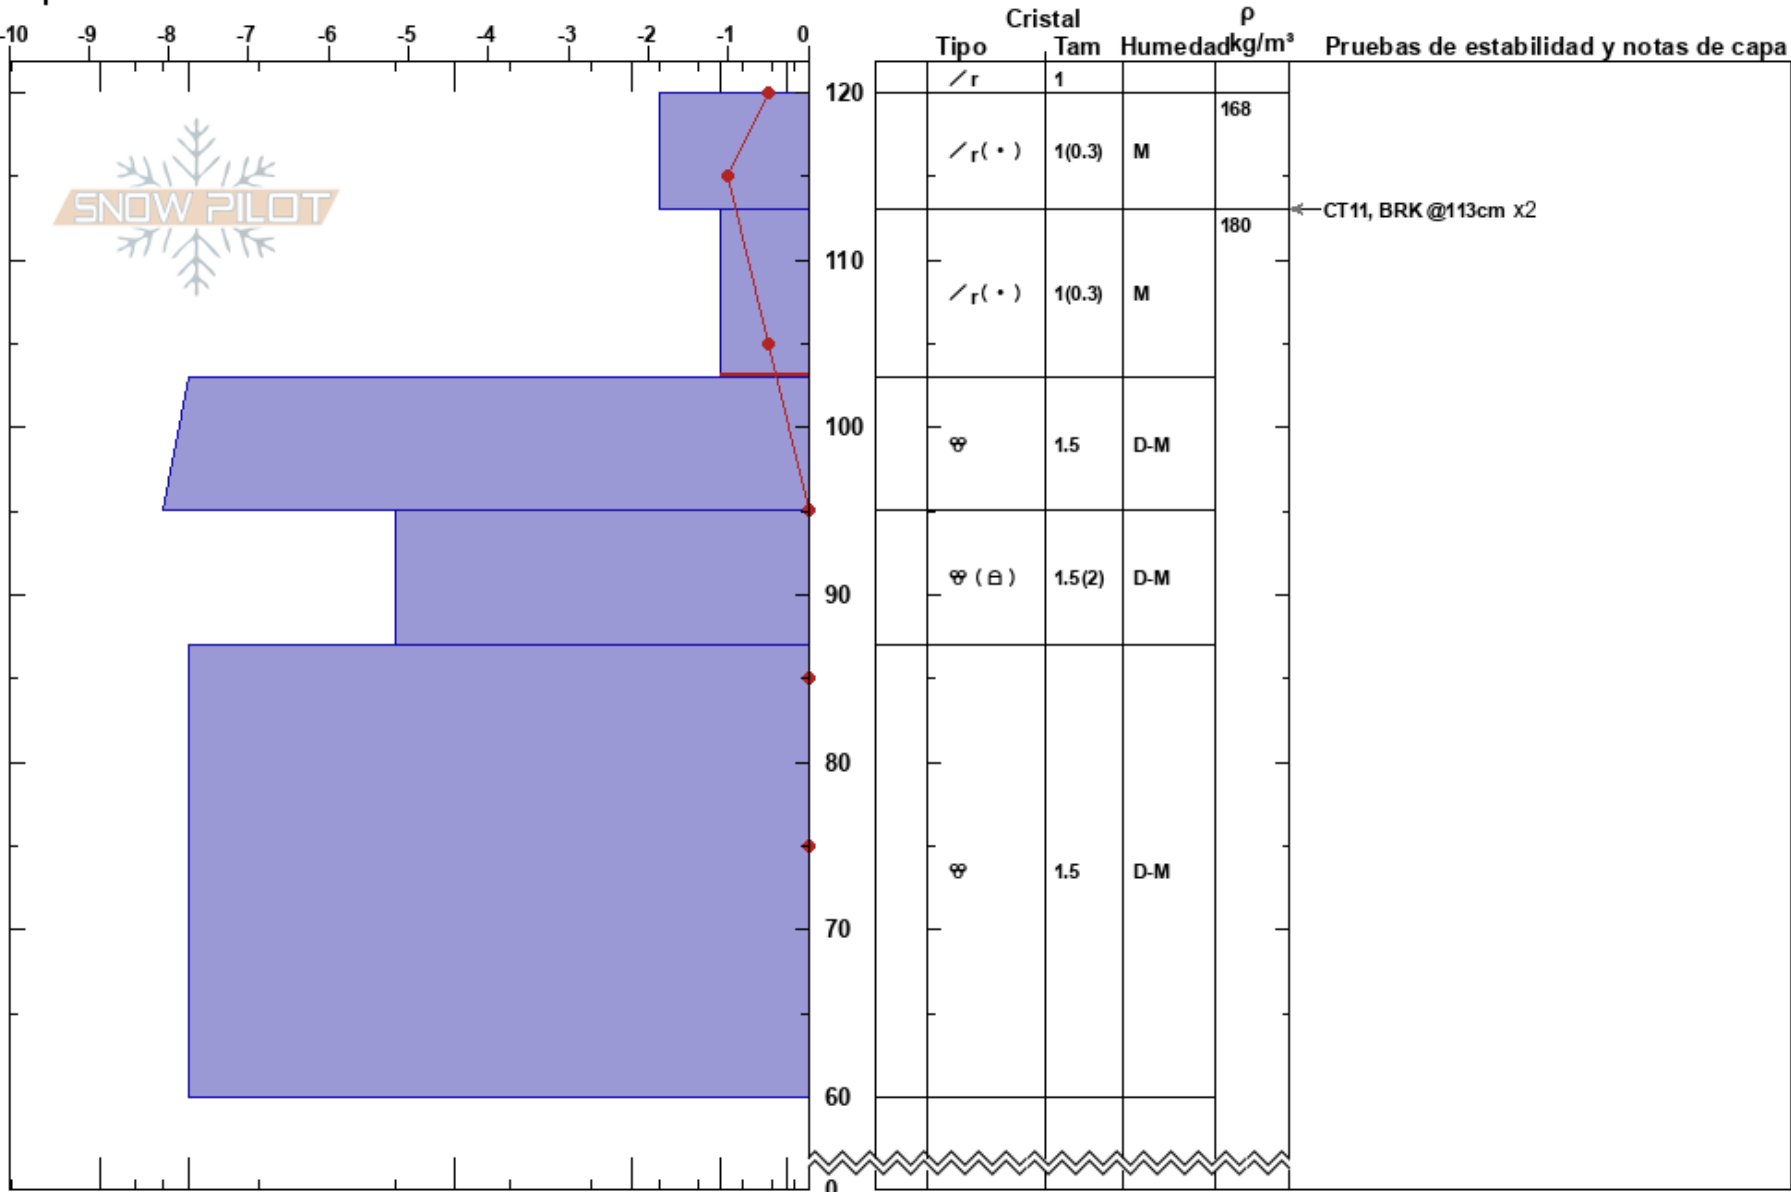 -10 -9 -8 -7 -6 -5 -4 -3 -2 -1 0
Cristal ρ
Tipo Tam Humedad kg/m³ Pruebas de estabilidad y notas de capa
r 1
120
168
r(•) 1(0.3) M
SNOW PILOT
CT11, BRK @113cm x2
180
110
r(•) 1(0.3) M
100
1.5 D-M
90 1.5(2) D-M
80
1.5 D-M
70
60
0